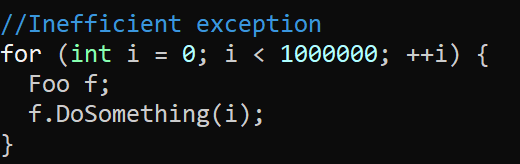 //Inefficient exception
for (int i = 0; i < 1000000; ++i) {
  Foo f;
  f.DoSomething(i);
}